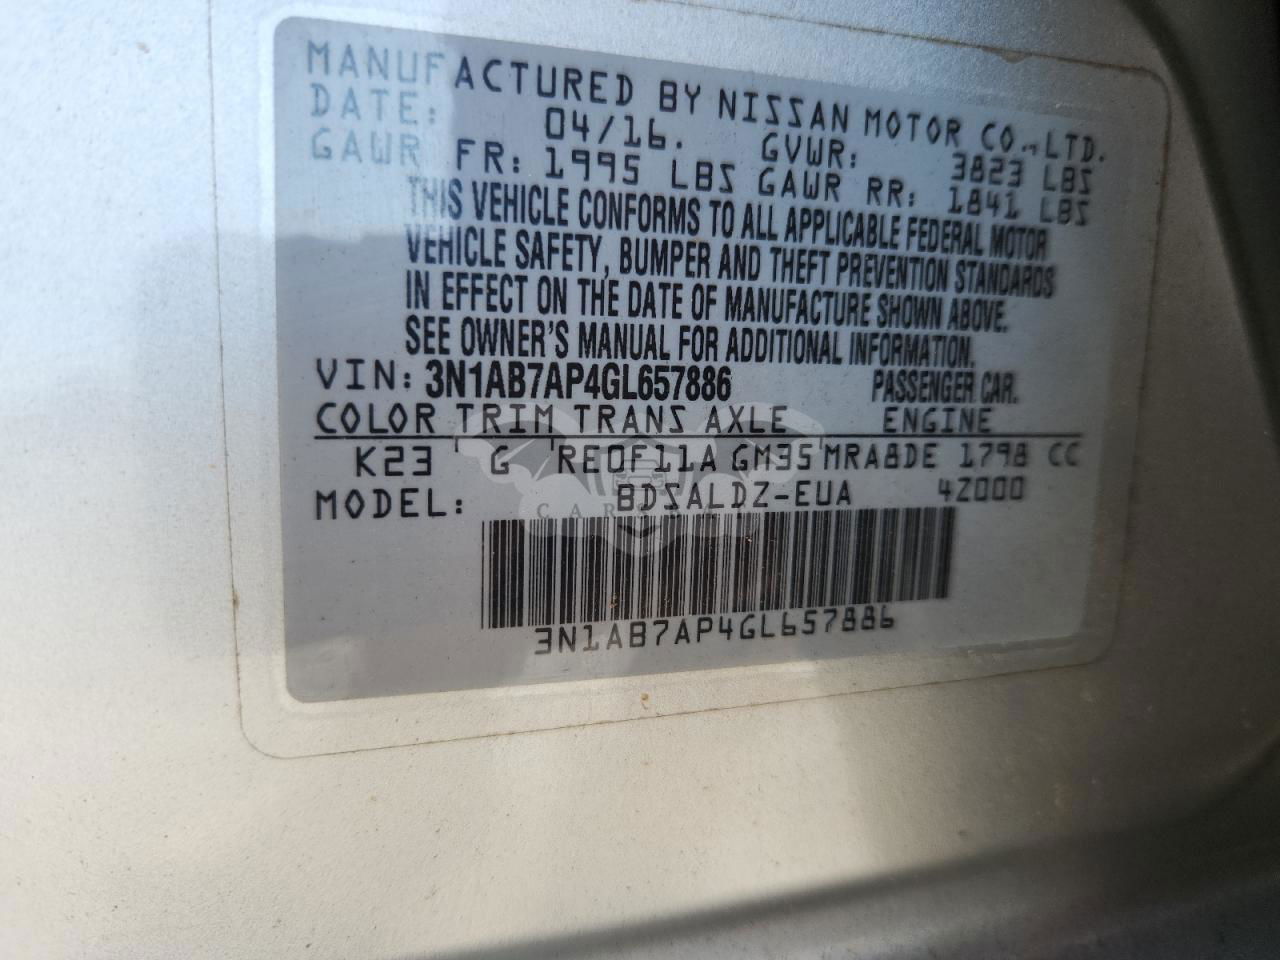 MANUFACTURED BY NISSAN MOTOR CO., LTD.
DATE: 04/16. GVWR: 3823 LBS
GAWR FR: 1995 LBS GAWR RR: 1841 LBS
THIS VEHICLE CONFORMS TO ALL APPLICABLE FEDERAL MOTOR
VEHICLE SAFETY, BUMPER AND THEFT PREVENTION STANDARDS
IN EFFECT ON THE DATE OF MANUFACTURE SHOWN ABOVE.
SEE OWNER'S MANUAL FOR ADDITIONAL INFORMATION.
VIN: 3N1AB7AP4GL657886 PASSENGER CAR.
COLOR TRIM TRANS AXLE ENGINE
K23 G RE0F11A GM35 MRA8DE 1798 CC
MODEL: BDSALDZ-EUA 42000
3N1AB7AP4GL657886